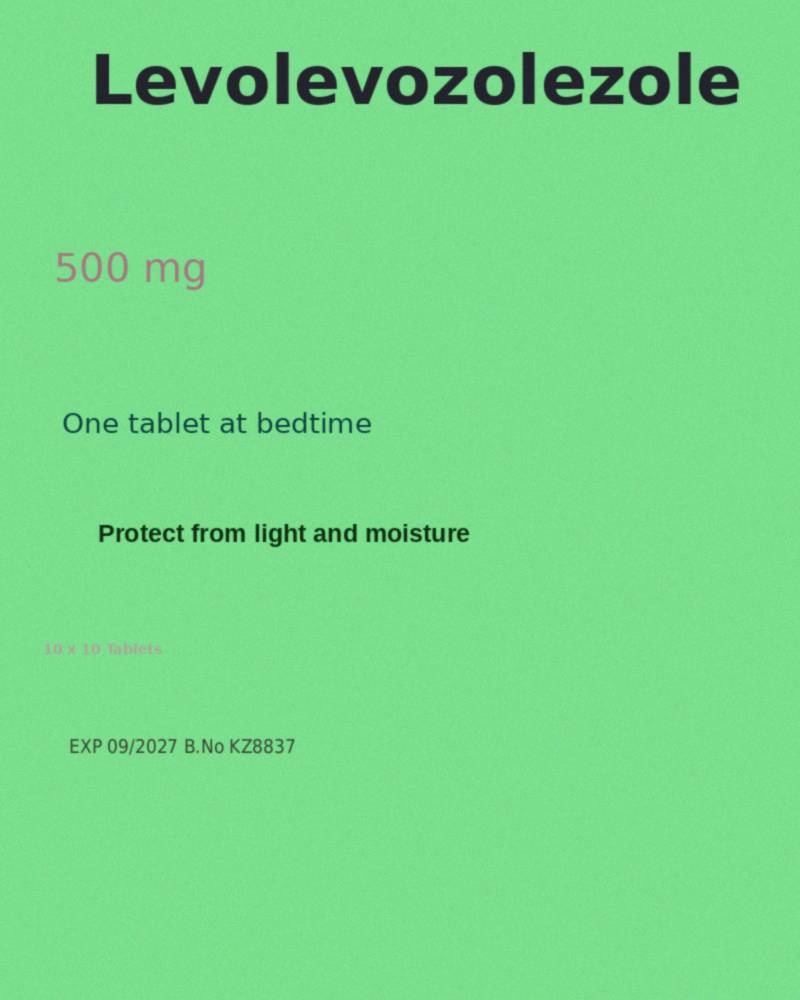 Levolevozolezole
500 mg
One tablet at bedtime
Protect from light and moisture
10 x 10 Tablets
EXP 09/2027 B.No KZ8837